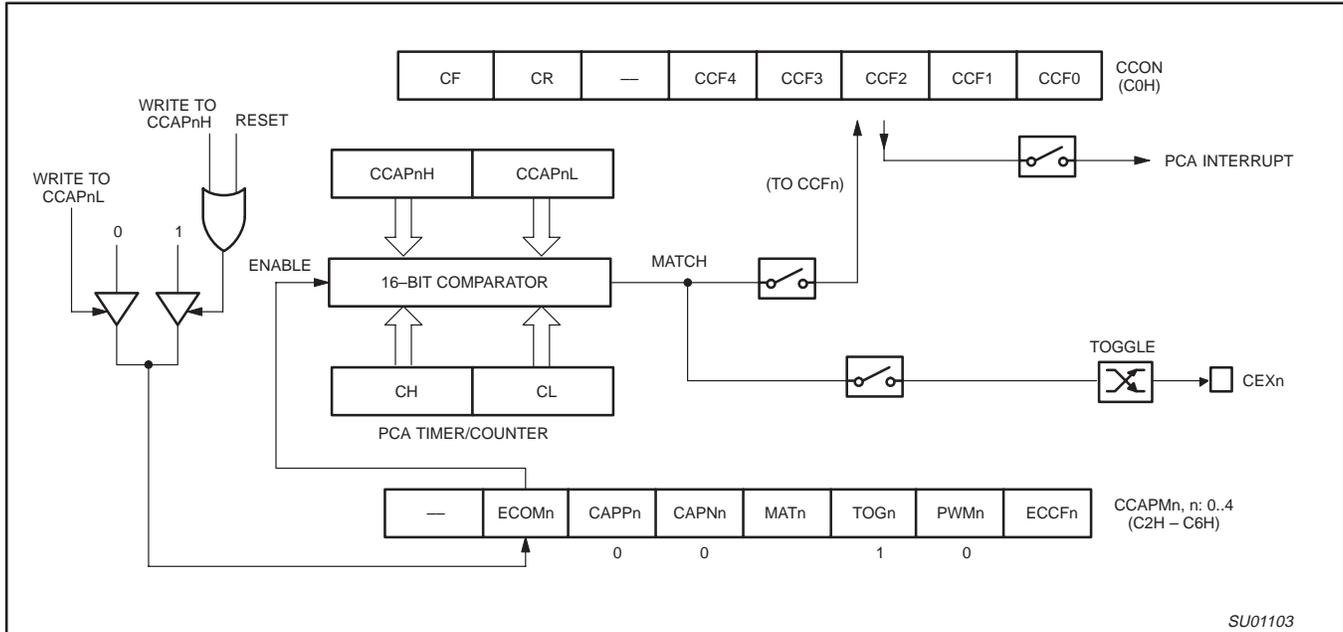 CF CR — CCF4 CCF3 CCF2 CCF1 CCF0
CCON
(C0H)
WRITE TO
CCAPnH
RESET
PCA INTERRUPT
(TO CCFn)
CCAPnH CCAPnL
WRITE TO
CCAPnL
0 1
ENABLE
16–BIT COMPARATOR
MATCH
TOGGLE
CH CL
CEXn
PCA TIMER/COUNTER
— ECOMn CAPPn CAPNn MATn TOGn PWMn ECCFn
CCAPMn, n: 0..4
(C2H – C6H)
0 0 1 0
SU01103